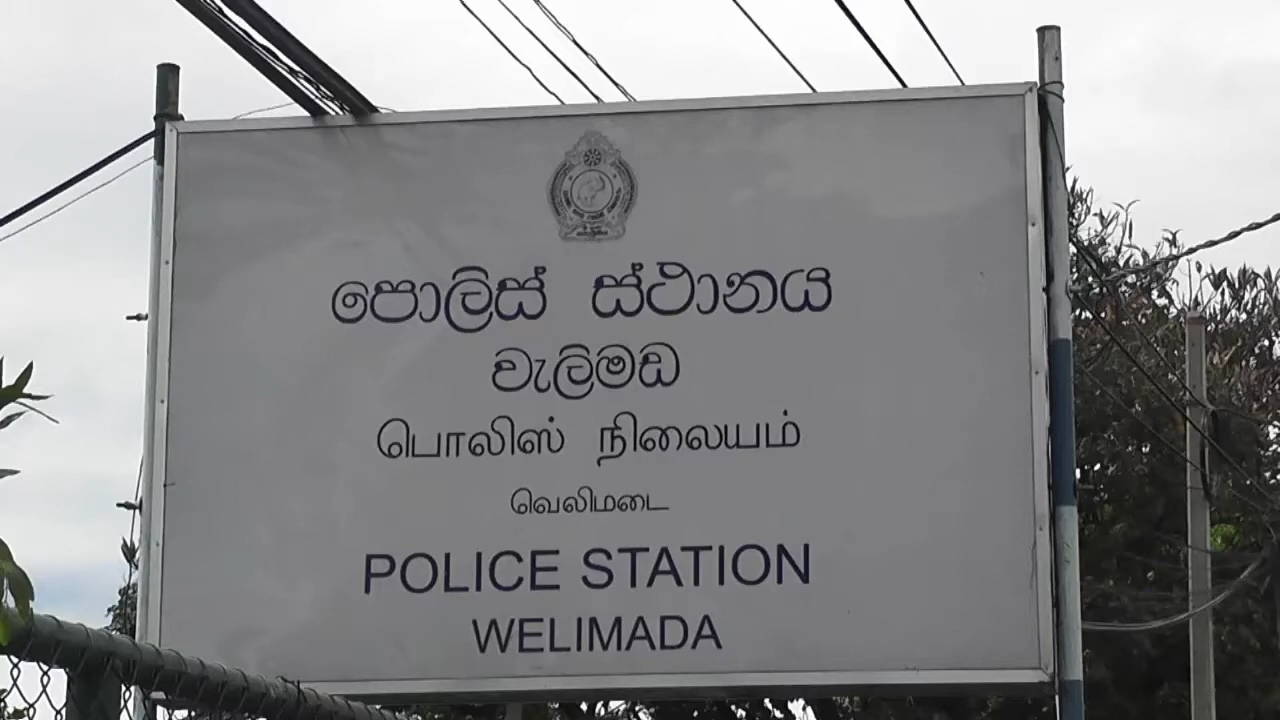 පොලිස් ස්ථානය
වැලිමඩ
பொலிஸ் நிலையம்
வெலிமடை
POLICE STATION
WELIMADA